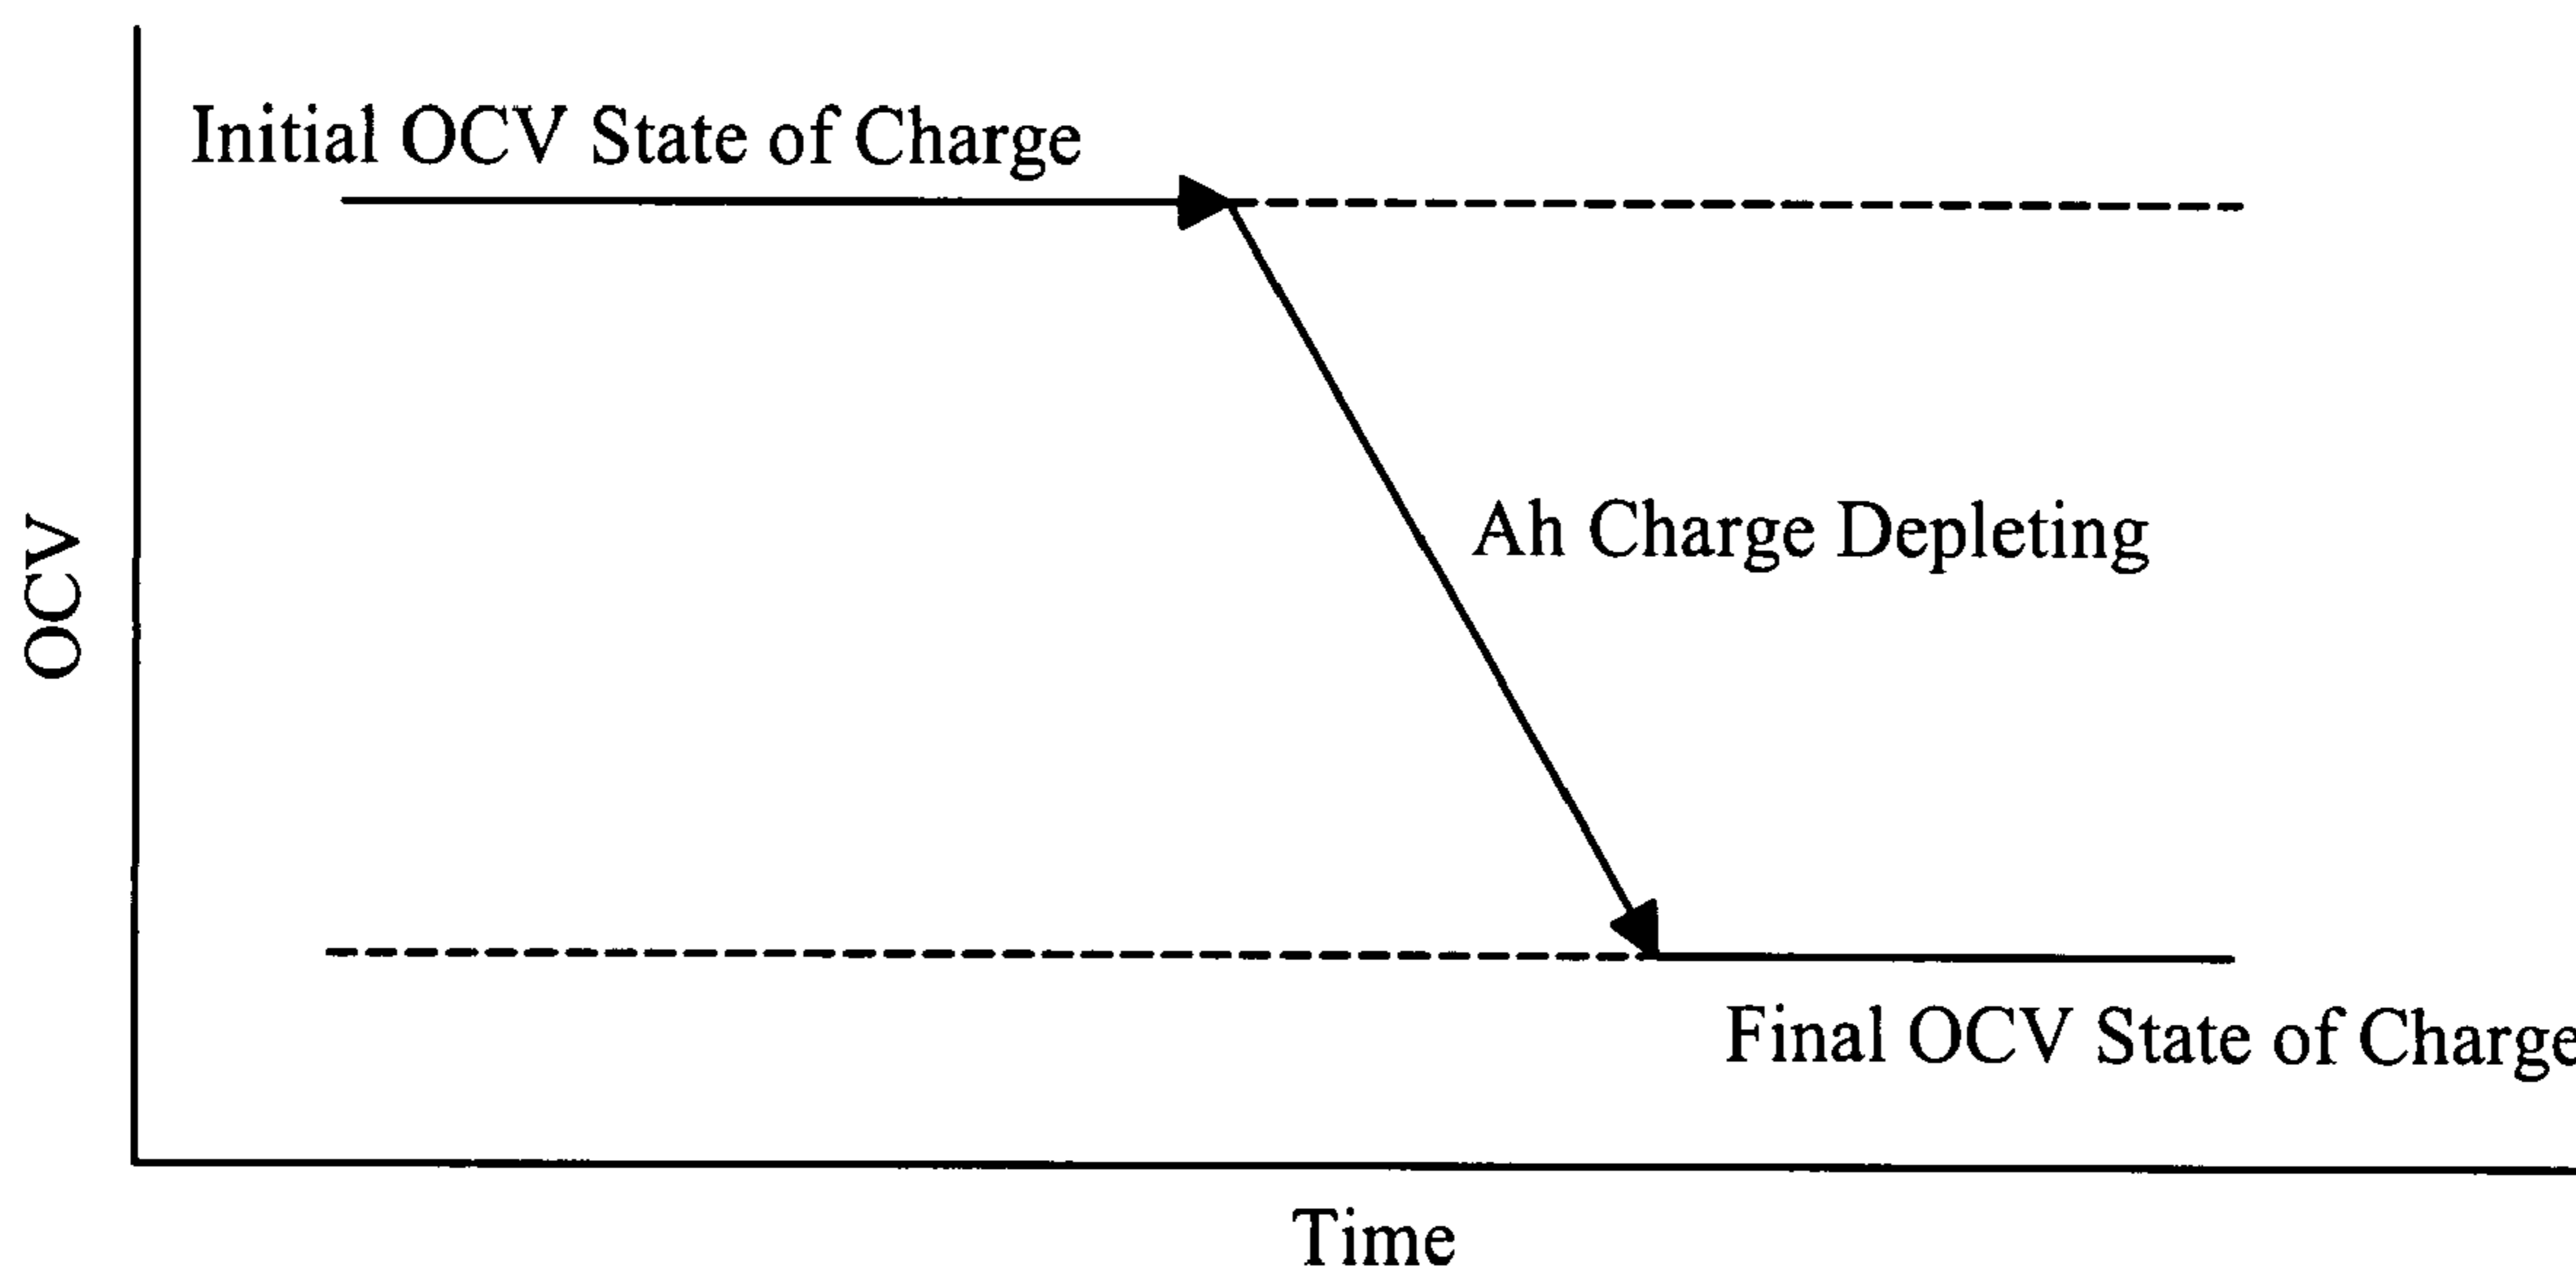 Initial OCV State of Charge
OCV
Ah Charge Depleting
Final OCV State of Charge
Time